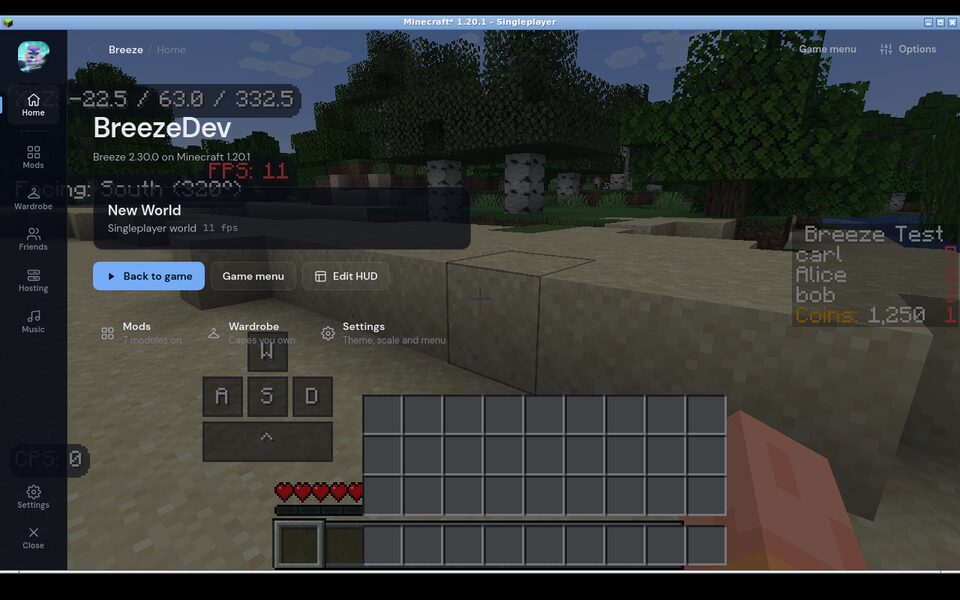 Minecraft* 1.20.1 - Singleplayer
Breeze / Home
Game menu
Options
Home
-22.5 / 63.0 / 332.5
BreezeDev
Breeze 2.30.0 on Minecraft 1.20.1
FPS: 11
Mods
Facing: South (320°)
Wardrobe
New World
Singleplayer world 11 fps
Friends
Breeze Test
carl
Alice
bob
Coins: 1,250
Back to game
Game menu
Edit HUD
Hosting
Music
Mods
7 modules on
Wardrobe
Capes you own
Settings
Theme, scale and menu
W
A S D
^
CPS: 0
Settings
Close